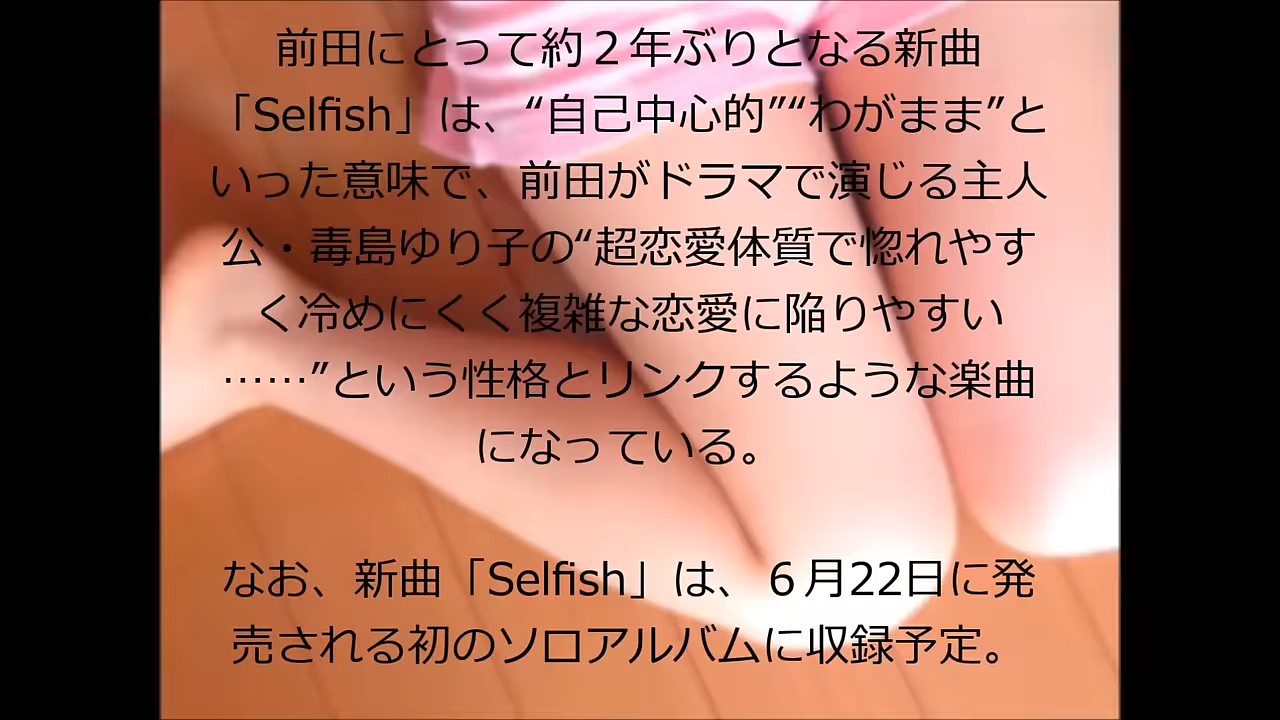 前田にとって約２年ぶりとなる新曲
「Selfish」は、“自己中心的”“わがまま”と
いった意味で、前田がドラマで演じる主人
公・毒島ゆり子の“超恋愛体質で惚れやす
く冷めにくく複雑な恋愛に陥りやすい
……”という性格とリンクするような楽曲
になっている。
なお、新曲「Selfish」は、６月22日に発
売される初のソロアルバムに収録予定。